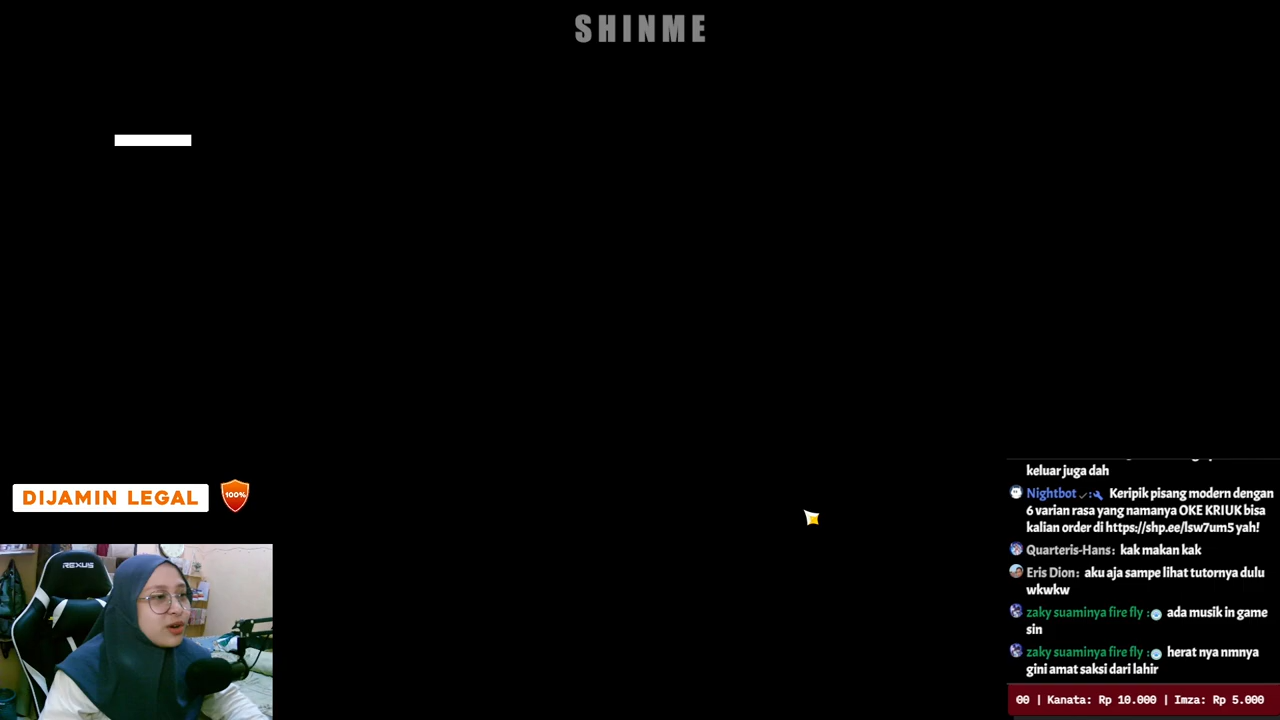 SHINME
DIJAMIN LEGAL
100%
REXUS
keluar juga dah
Nightbot : Keripik pisang modern dengan
6 varian rasa yang namanya OKE KRIUK bisa
kalian order di https://shp.ee/lsw7um5 yah!
Quarteris-Hans: kak makan kak
Eris Dion: aku aja sampe lihat tutornya dulu
wkwkw
zaky suaminya fire fly : ada musik in game
sin
zaky suaminya fire fly : herat nya nmnya
gini amat saksi dari lahir
00 | Kanata: Rp 10.000 | Imza: Rp 5.000